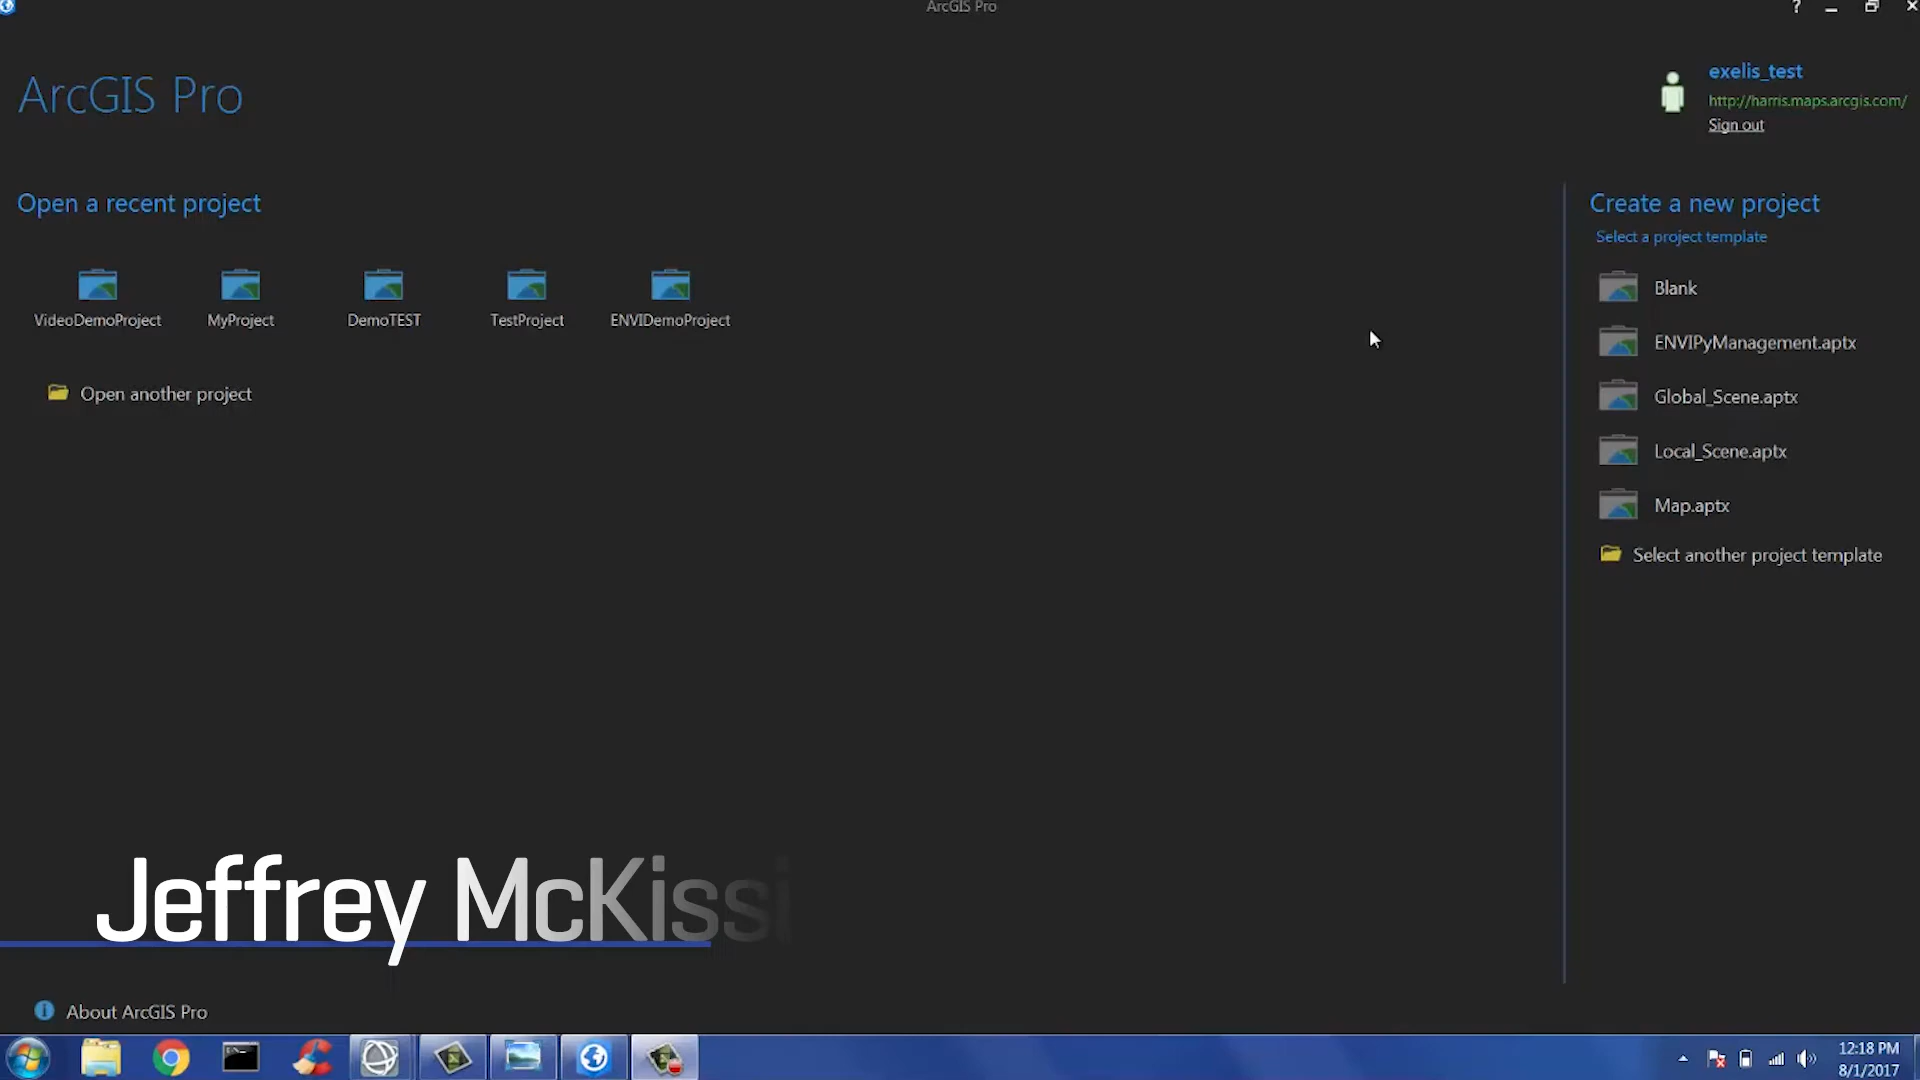 ArcGIS Pro
?
ArcGIS Pro
exelis_test
http://harris.maps.arcgis.com/
Sign out
Open a recent project
VideoDemoProject
MyProject
DemoTEST
TestProject
ENVIDemoProject
Open another project
Create a new project
Select a project template
Blank
ENVIPyManagement.aptx
Global_Scene.aptx
Local_Scene.aptx
Map.aptx
Select another project template
Jeffrey McKissi
About ArcGIS Pro
12:18 PM
8/1/2017